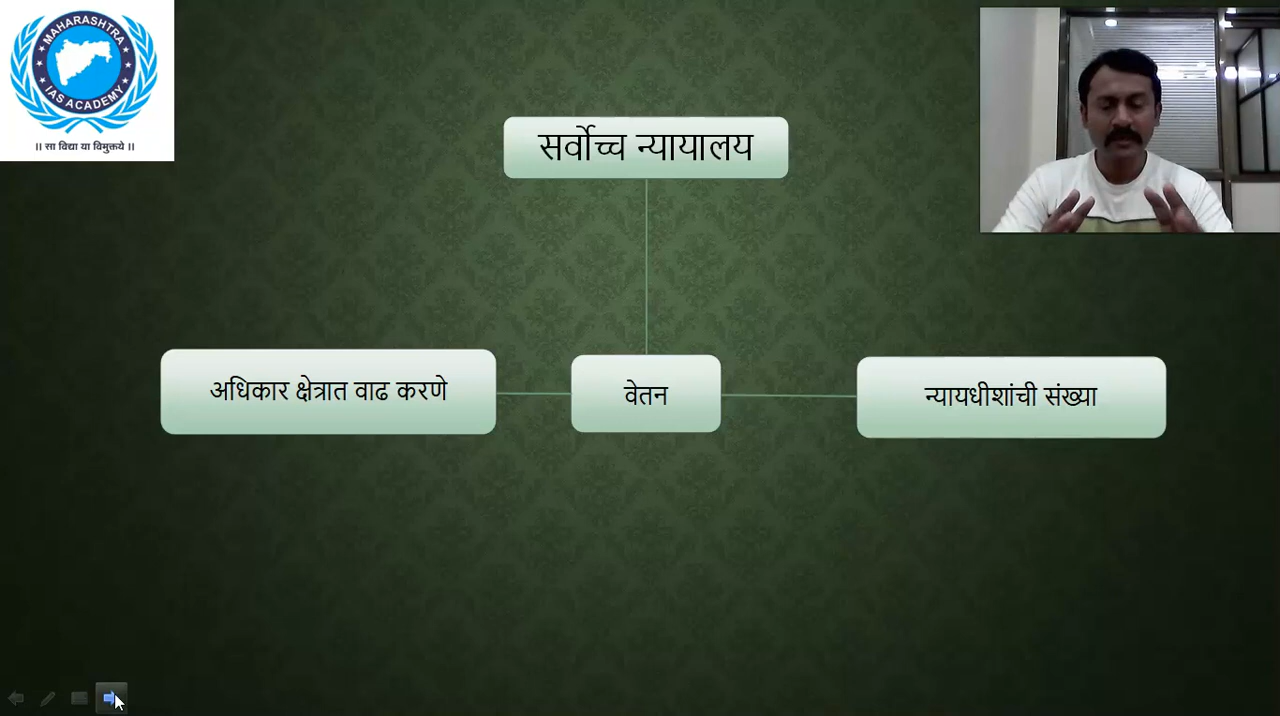 MAHARASHTRA
IAS ACADEMY
।। सा विद्या या विमुक्तये ।।
सर्वोच्च न्यायालय
अधिकार क्षेत्रात वाढ करणे
वेतन
न्यायधीशांची संख्या